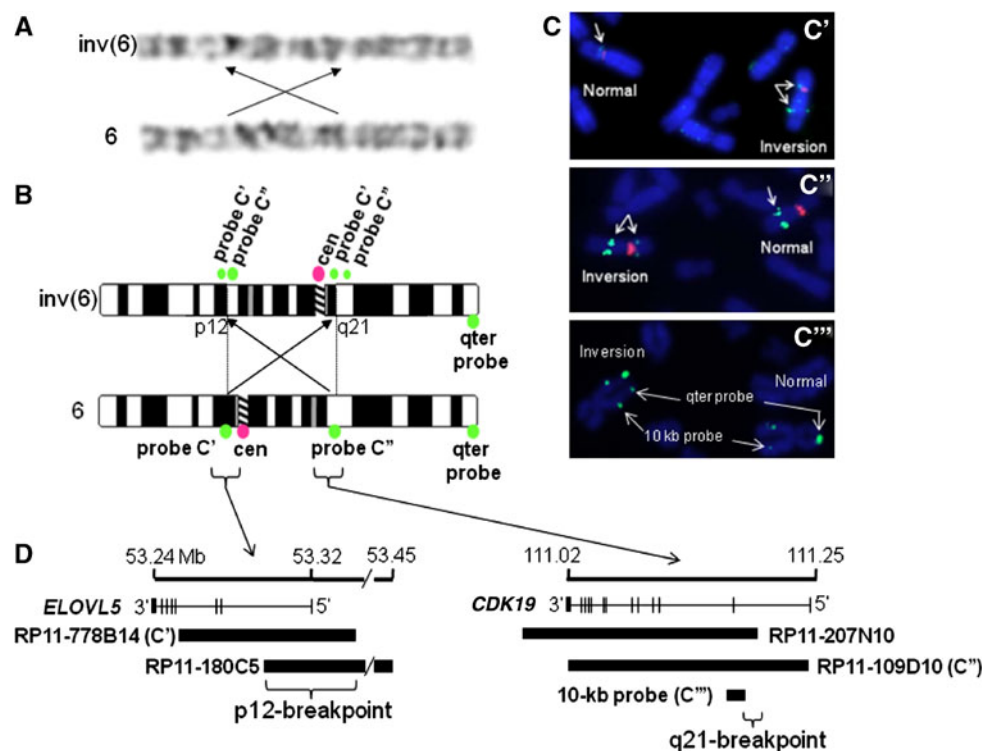 A
inv(6)
6
B
probe C'
probe C''
cen
probe C'
probe C''
inv(6)
p12
q21
qter
probe
6
probe C'
cen
probe C''
qter
probe
C
C'
Normal
Inversion
C''
Inversion
Normal
C'''
Inversion
Normal
qter probe
10 kb probe
D
53.24 Mb
53.32
53.45
ELOVL5
3'
5'
RP11-778B14 (C')
RP11-180C5
p12-breakpoint
111.02
111.25
CDK19
3'
5'
RP11-207N10
RP11-109D10 (C'')
10-kb probe (C''')
q21-breakpoint